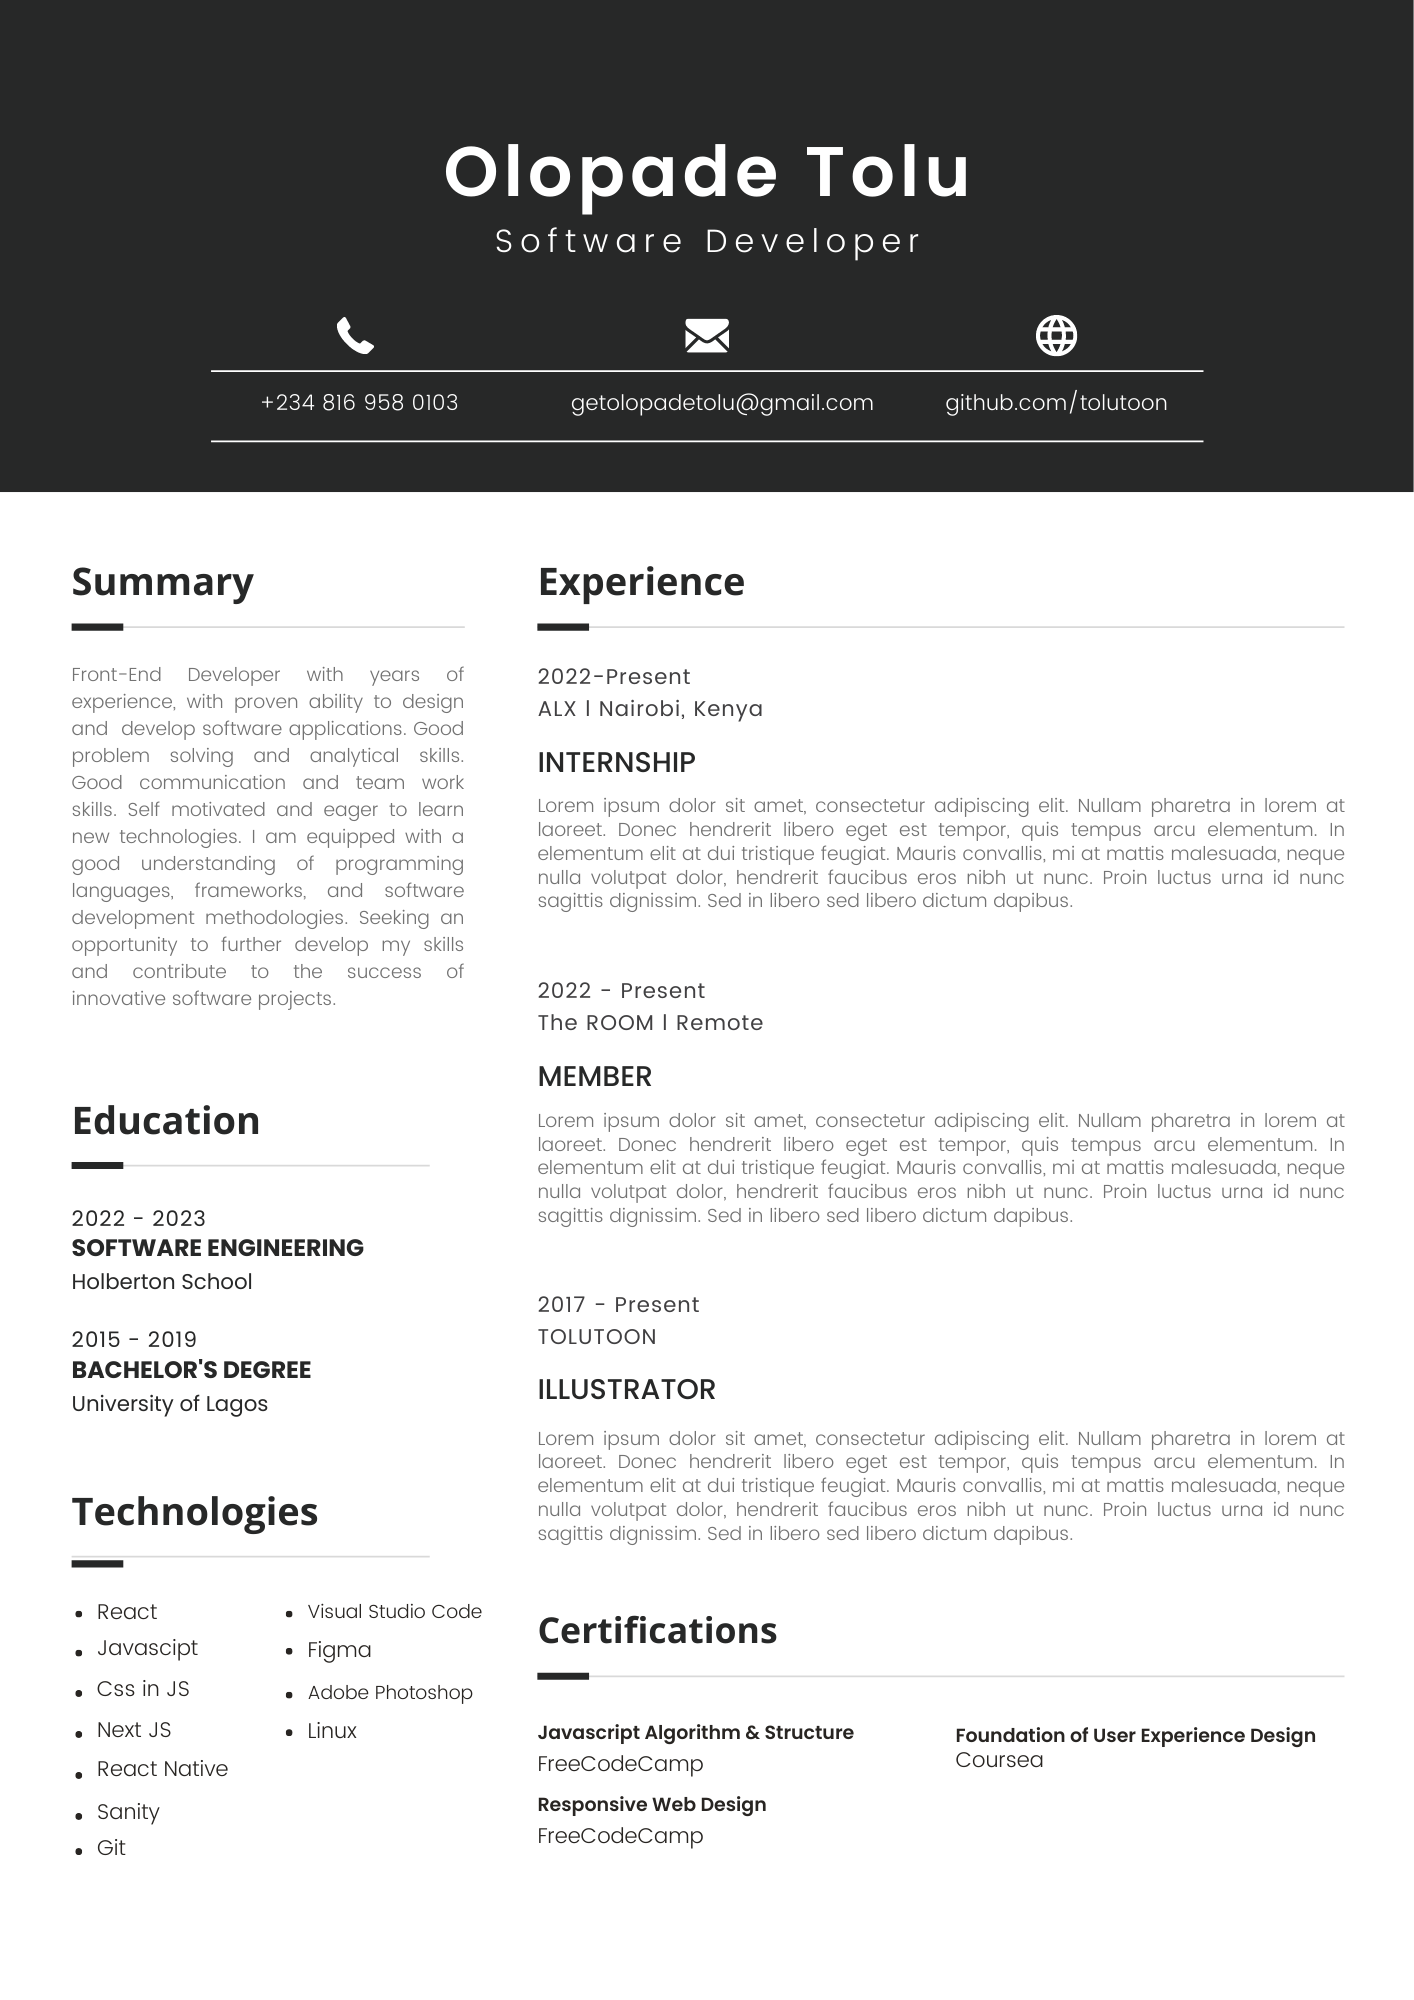 Olopade Tolu
Software Developer
+234 816 958 0103
getolopadetolu@gmail.com
github.com/tolutoon
Summary
Front-End Developer with years of
experience, with proven ability to design
and develop software applications. Good
problem solving and analytical skills.
Good communication and team work
skills. Self motivated and eager to learn
new technologies. I am equipped with a
good understanding of programming
languages, frameworks, and software
development methodologies. Seeking an
opportunity to further develop my skills
and contribute to the success of
innovative software projects.
Education
2022 - 2023
SOFTWARE ENGINEERING
Holberton School
2015 - 2019
BACHELOR'S DEGREE
University of Lagos
Technologies
React
Javascipt
Css in JS
Next JS
React Native
Sanity
Git
Visual Studio Code
Figma
Adobe Photoshop
Linux
Experience
2022-Present
ALX l Nairobi, Kenya
INTERNSHIP
Lorem ipsum dolor sit amet, consectetur adipiscing elit. Nullam pharetra in lorem at
laoreet. Donec hendrerit libero eget est tempor, quis tempus arcu elementum. In
elementum elit at dui tristique feugiat. Mauris convallis, mi at mattis malesuada, neque
nulla volutpat dolor, hendrerit faucibus eros nibh ut nunc. Proin luctus urna id nunc
sagittis dignissim. Sed in libero sed libero dictum dapibus.
2022 - Present
The ROOM l Remote
MEMBER
Lorem ipsum dolor sit amet, consectetur adipiscing elit. Nullam pharetra in lorem at
laoreet. Donec hendrerit libero eget est tempor, quis tempus arcu elementum. In
elementum elit at dui tristique feugiat. Mauris convallis, mi at mattis malesuada, neque
nulla volutpat dolor, hendrerit faucibus eros nibh ut nunc. Proin luctus urna id nunc
sagittis dignissim. Sed in libero sed libero dictum dapibus.
2017 - Present
TOLUTOON
ILLUSTRATOR
Lorem ipsum dolor sit amet, consectetur adipiscing elit. Nullam pharetra in lorem at
laoreet. Donec hendrerit libero eget est tempor, quis tempus arcu elementum. In
elementum elit at dui tristique feugiat. Mauris convallis, mi at mattis malesuada, neque
nulla volutpat dolor, hendrerit faucibus eros nibh ut nunc. Proin luctus urna id nunc
sagittis dignissim. Sed in libero sed libero dictum dapibus.
Certifications
Javascript Algorithm & Structure
FreeCodeCamp
Responsive Web Design
FreeCodeCamp
Foundation of User Experience Design
Coursea